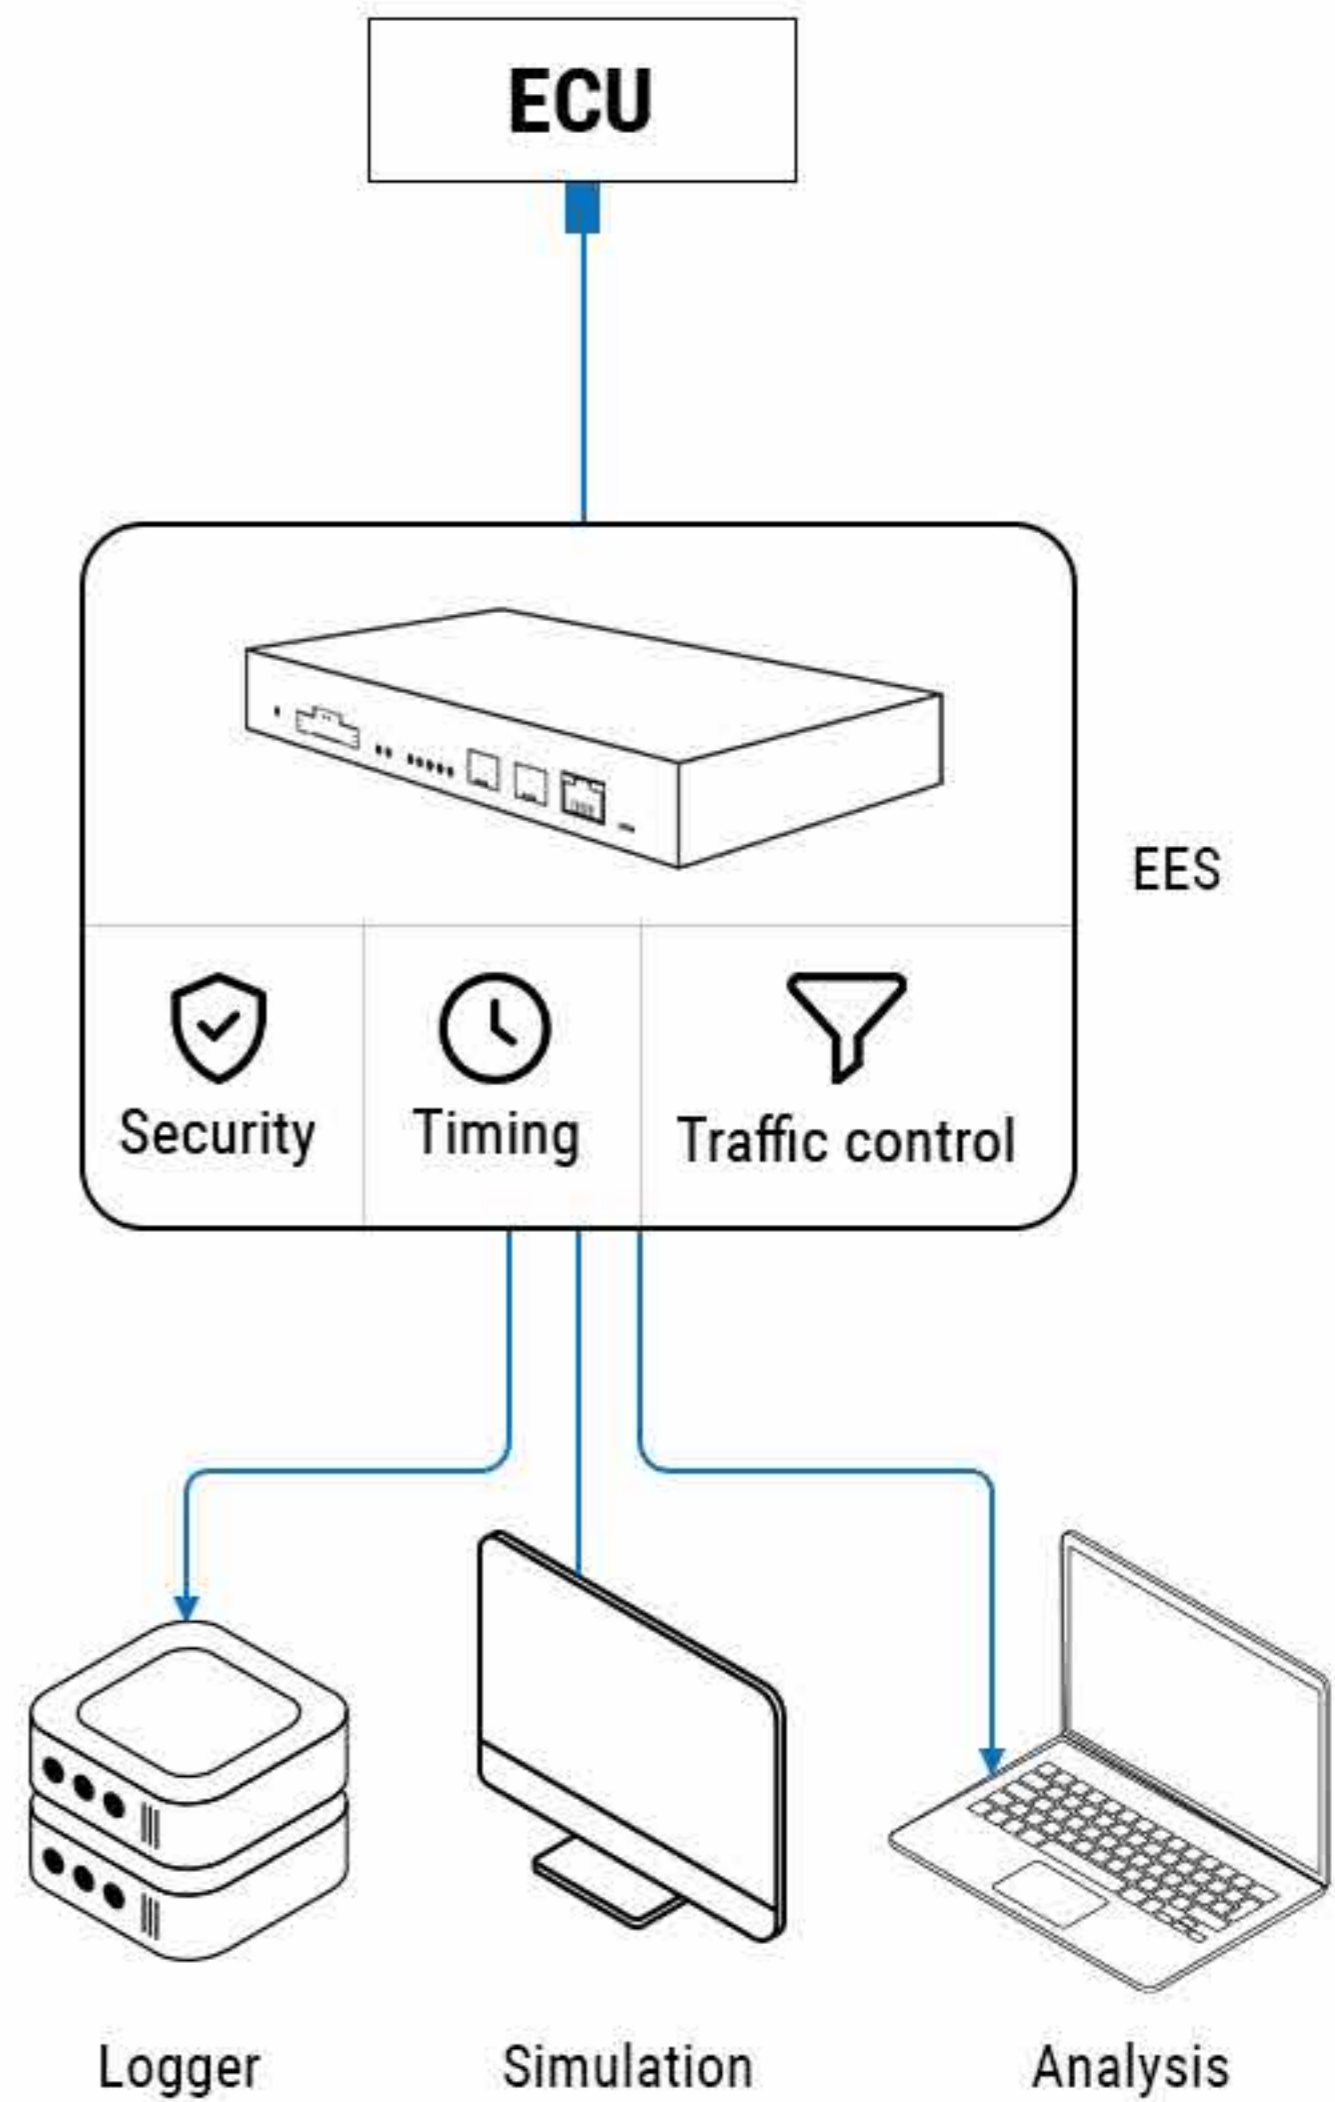 ECU
EES
Security
Timing
Traffic control
Logger
Simulation
Analysis